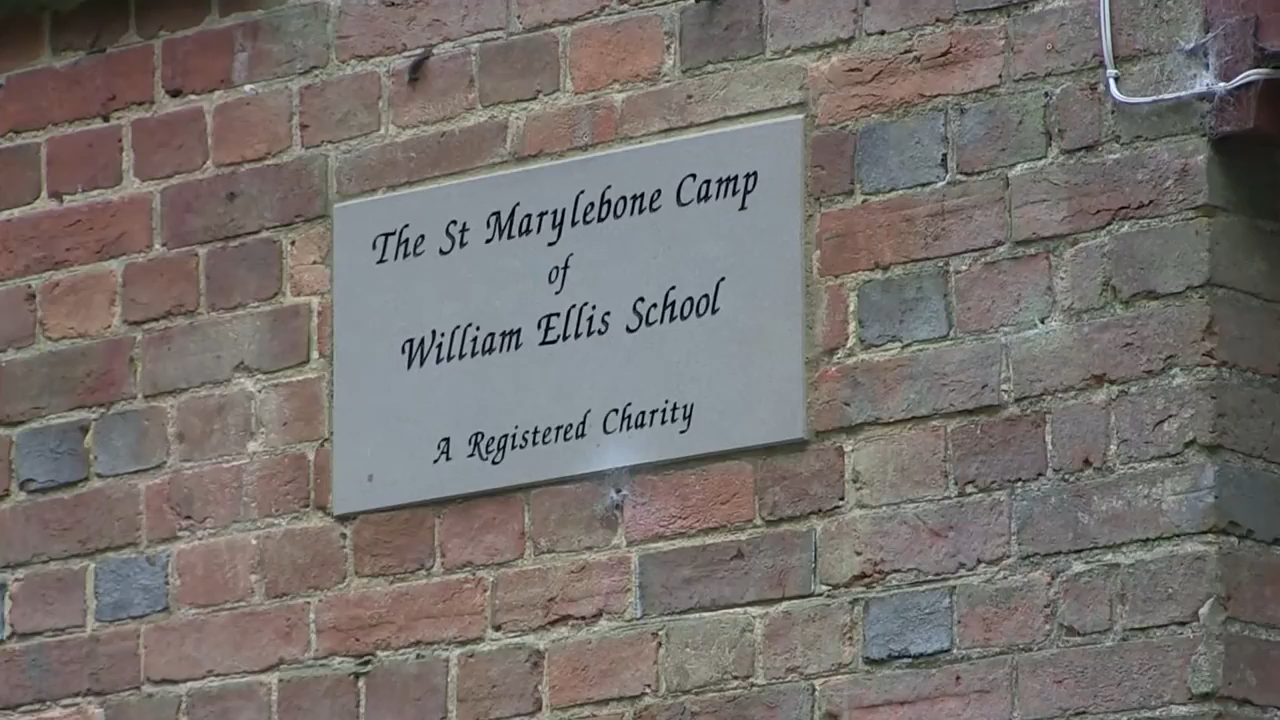 The St Marylebone Camp
of
William Ellis School
A Registered Charity